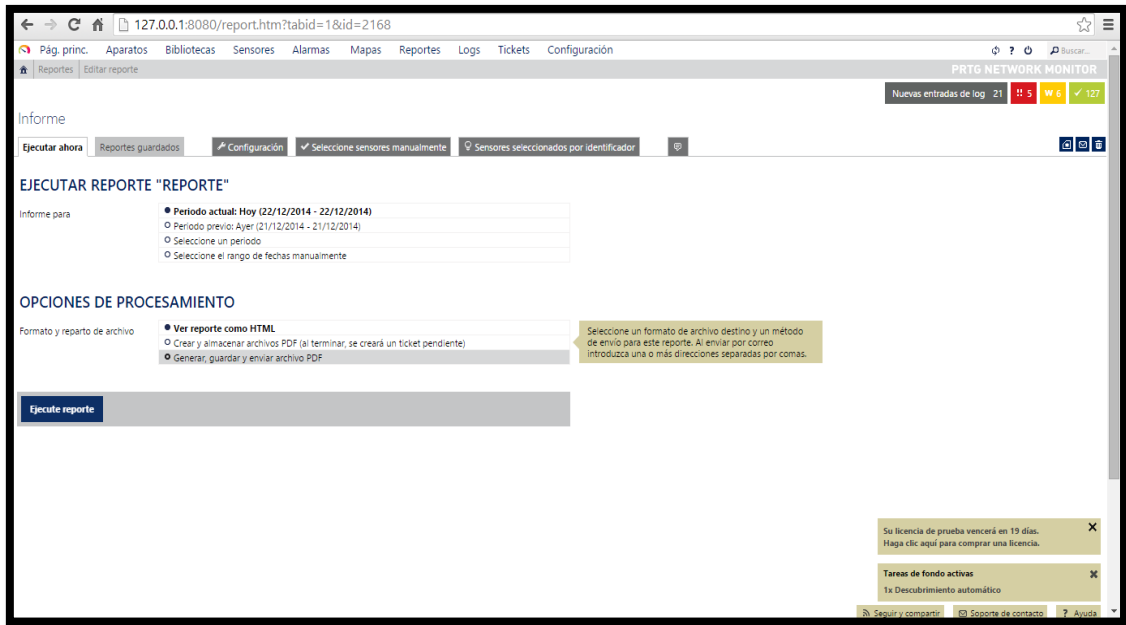 127.0.0.1:8080/report.htm?tabid=1&id=2168
Pág. princ. Aparatos Bibliotecas Sensores Alarmas Mapas Reportes Logs Tickets Configuración ? Buscar...
Reportes Editar reporte PRTG NETWORK MONITOR
Nuevas entradas de log 21 !! 5 W 6 ✓ 127
Informe
Ejecutar ahora Reportes guardados Configuración Seleccione sensores manualmente Sensores seleccionados por identificador
EJECUTAR REPORTE "REPORTE"
Informe para
Periodo actual: Hoy (22/12/2014 - 22/12/2014)
Periodo previo: Ayer (21/12/2014 - 21/12/2014)
Seleccione un periodo
Seleccione el rango de fechas manualmente
OPCIONES DE PROCESAMIENTO
Formato y reparto de archivo
Ver reporte como HTML
Crear y almacenar archivos PDF (al terminar, se creará un ticket pendiente)
Generar, guardar y enviar archivo PDF
Seleccione un formato de archivo destino y un método
de envío para este reporte. Al enviar por correo
introduzca una o más direcciones separadas por comas.
Ejecute reporte
Su licencia de prueba vencerá en 19 días.
Haga clic aquí para comprar una licencia.
Tareas de fondo activas
1x Descubrimiento automático
Seguir y compartir Soporte de contacto ? Ayuda